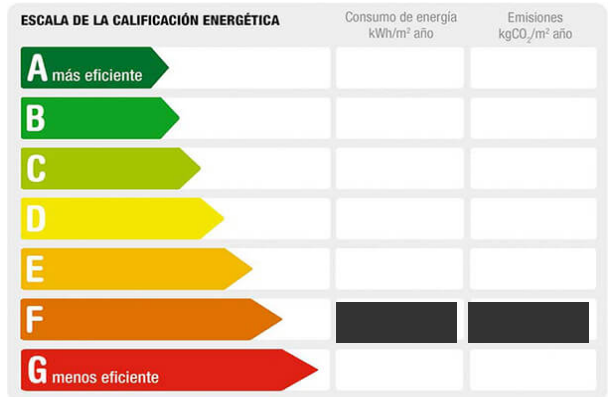 ESCALA DE LA CALIFICACIÓN ENERGÉTICA
Consumo de energía
kWh/m² año
Emisiones
kgCO₂/m² año
A más eficiente
B
C
D
E
F
G menos eficiente